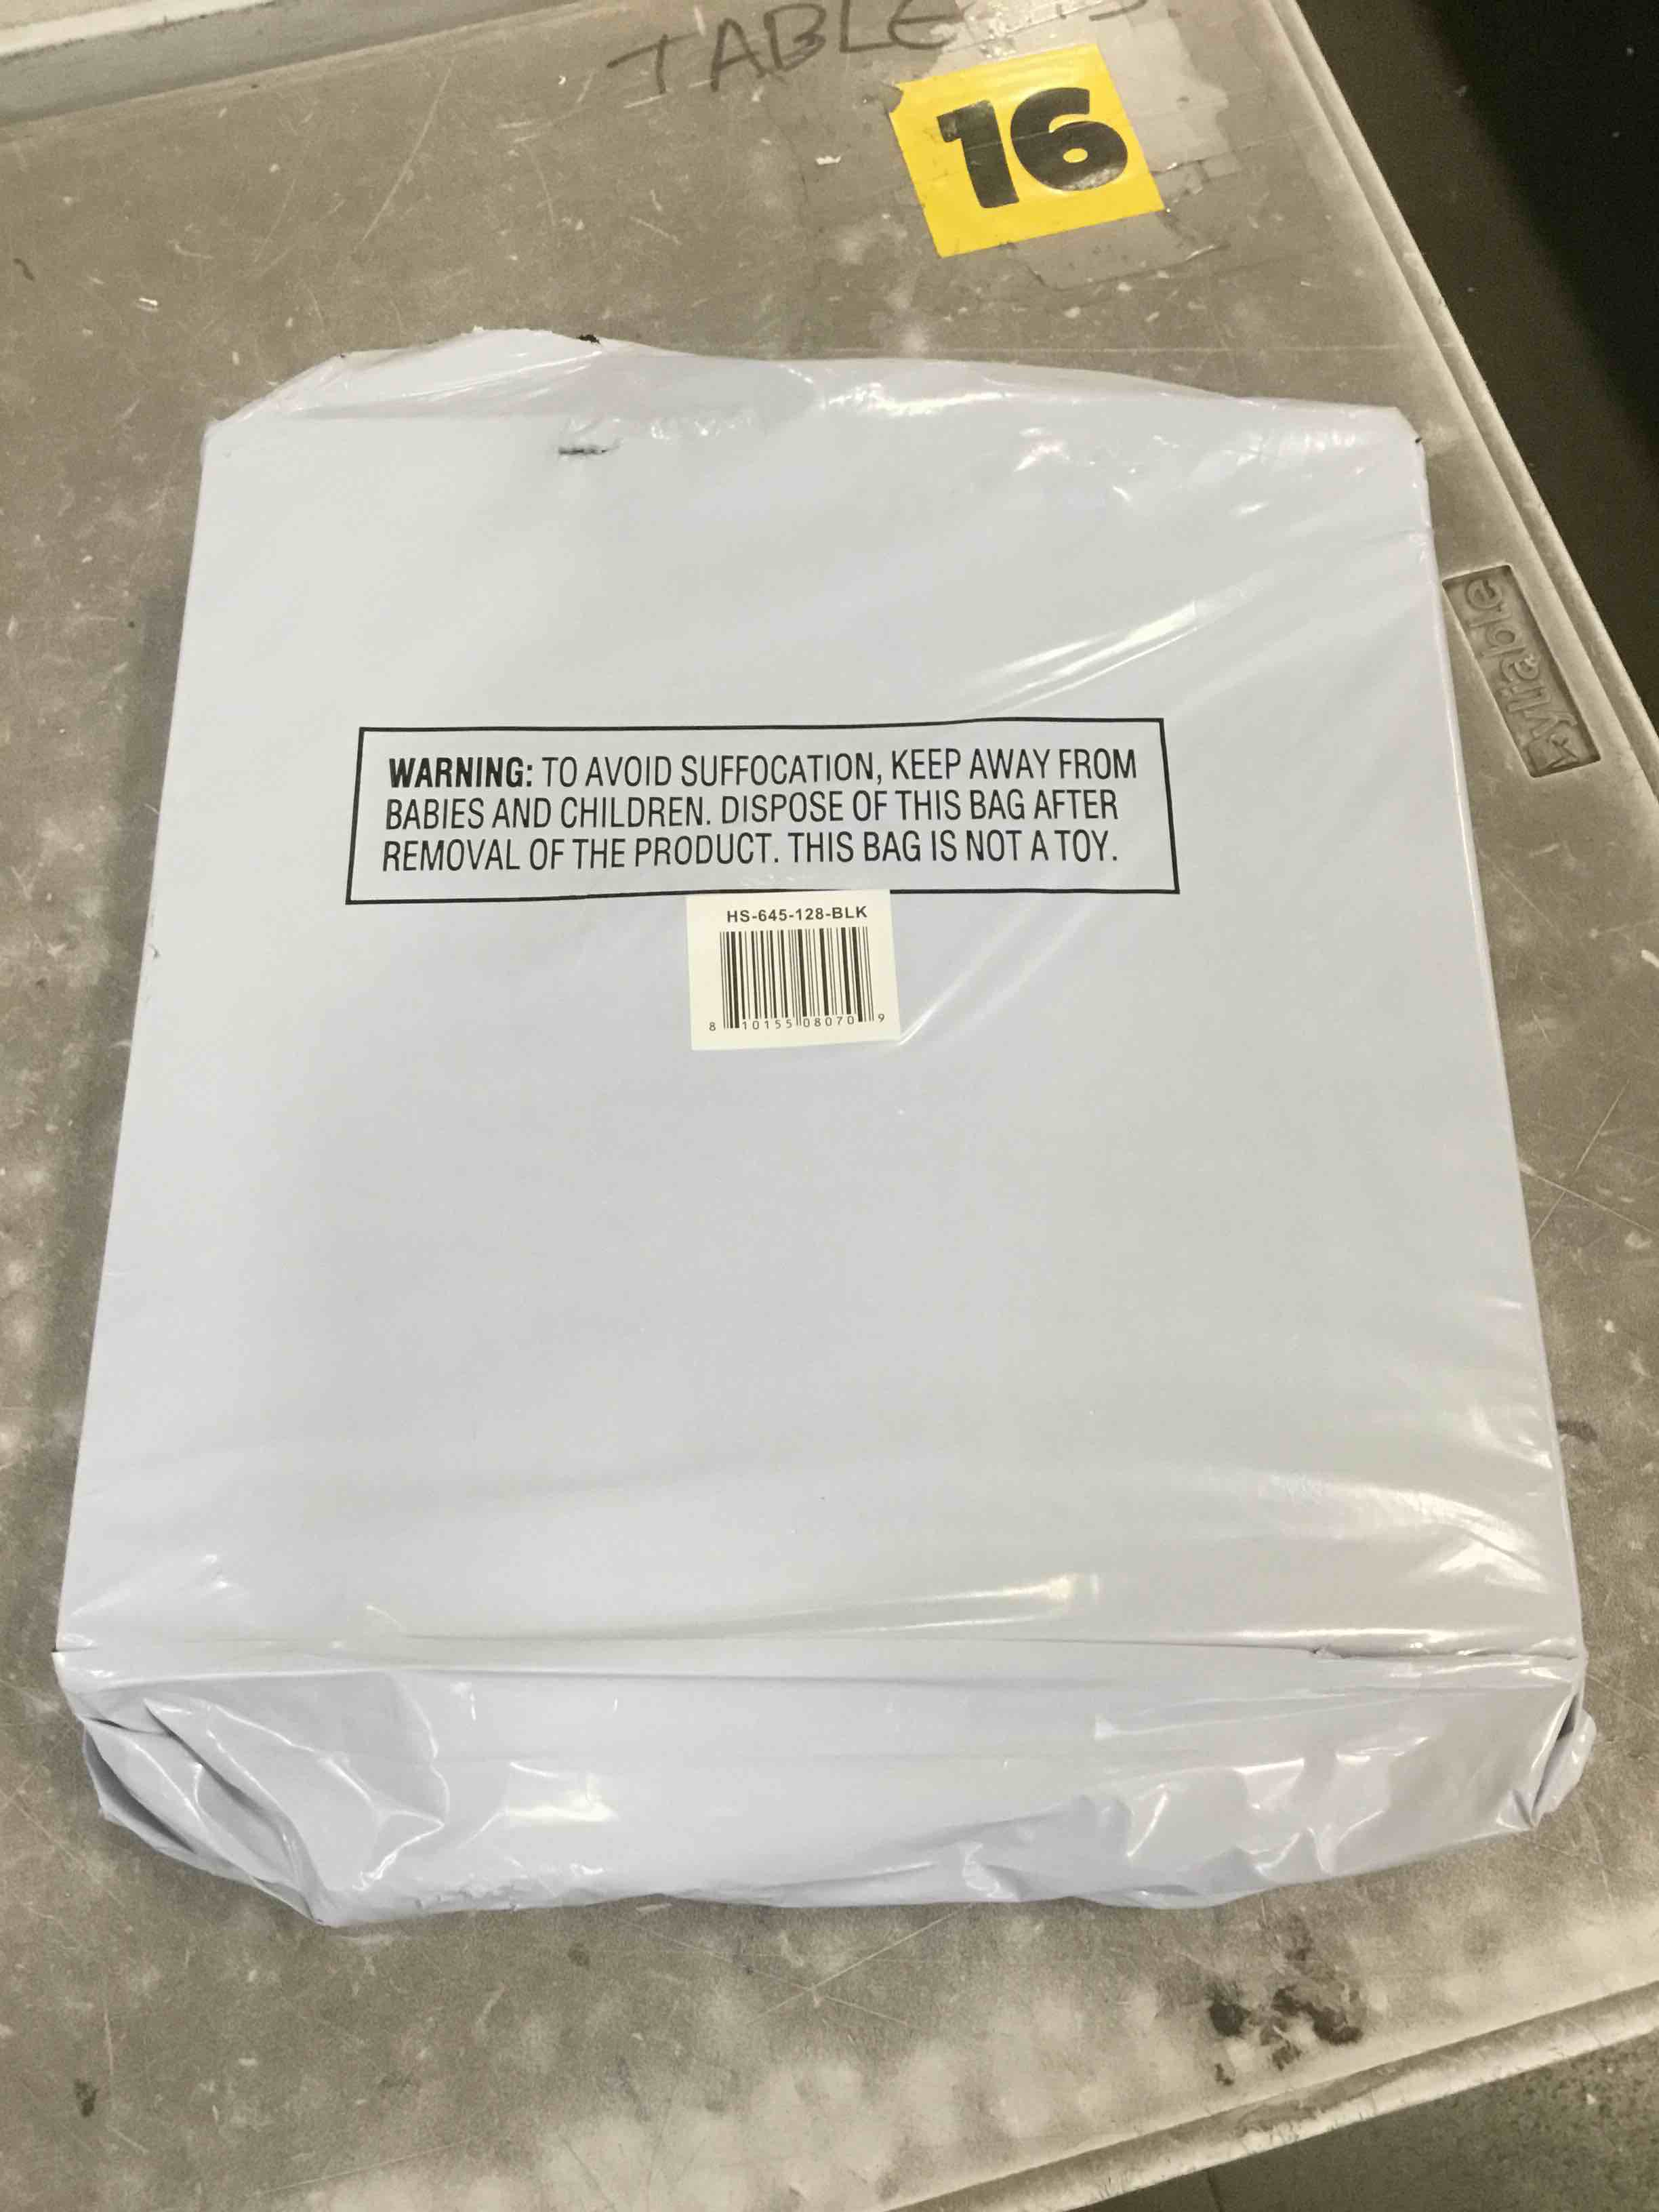 TABLE
16
Myliable
WARNING: TO AVOID SUFFOCATION, KEEP AWAY FROM
BABIES AND CHILDREN. DISPOSE OF THIS BAG AFTER
REMOVAL OF THE PRODUCT. THIS BAG IS NOT A TOY.
HS-645-128-BLK
8 10155 08070 9